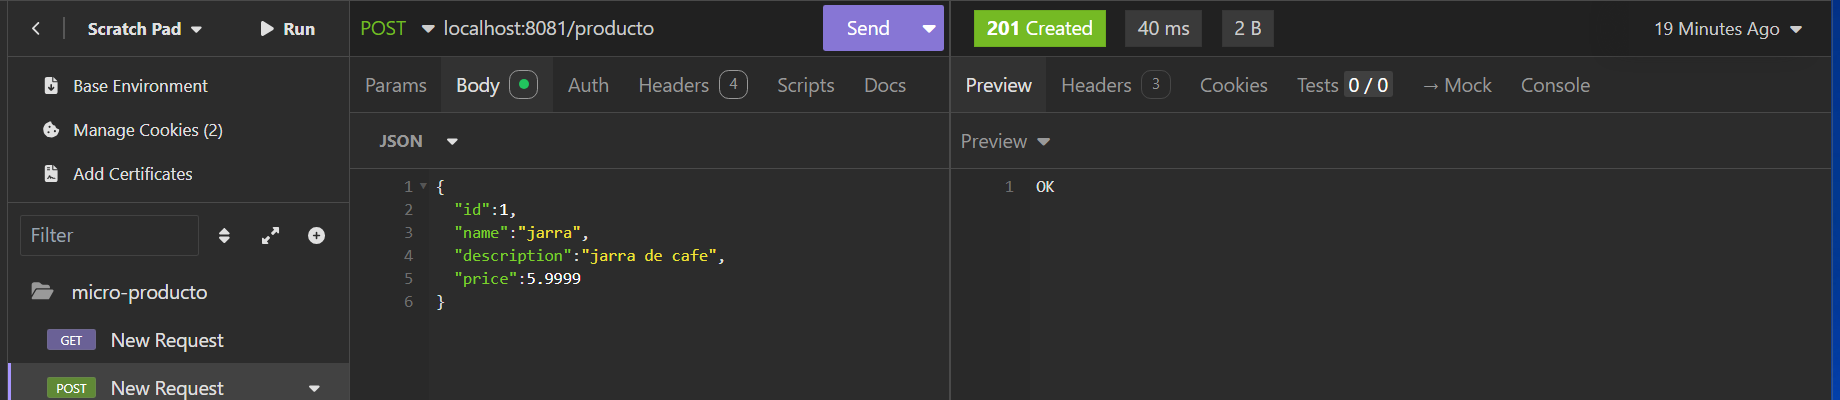 Scratch Pad
Run
Base Environment
Manage Cookies (2)
Add Certificates
Filter
micro-producto
GET New Request
POST New Request
POST localhost:8081/producto Send
Params Body Auth Headers 4 Scripts Docs
JSON
1 {
2 "id":1,
3 "name":"jarra",
4 "description":"jarra de cafe",
5 "price":5.9999
6 }
201 Created 40 ms 2 B 19 Minutes Ago
Preview Headers 3 Cookies Tests 0 / 0 → Mock Console
Preview
1 OK